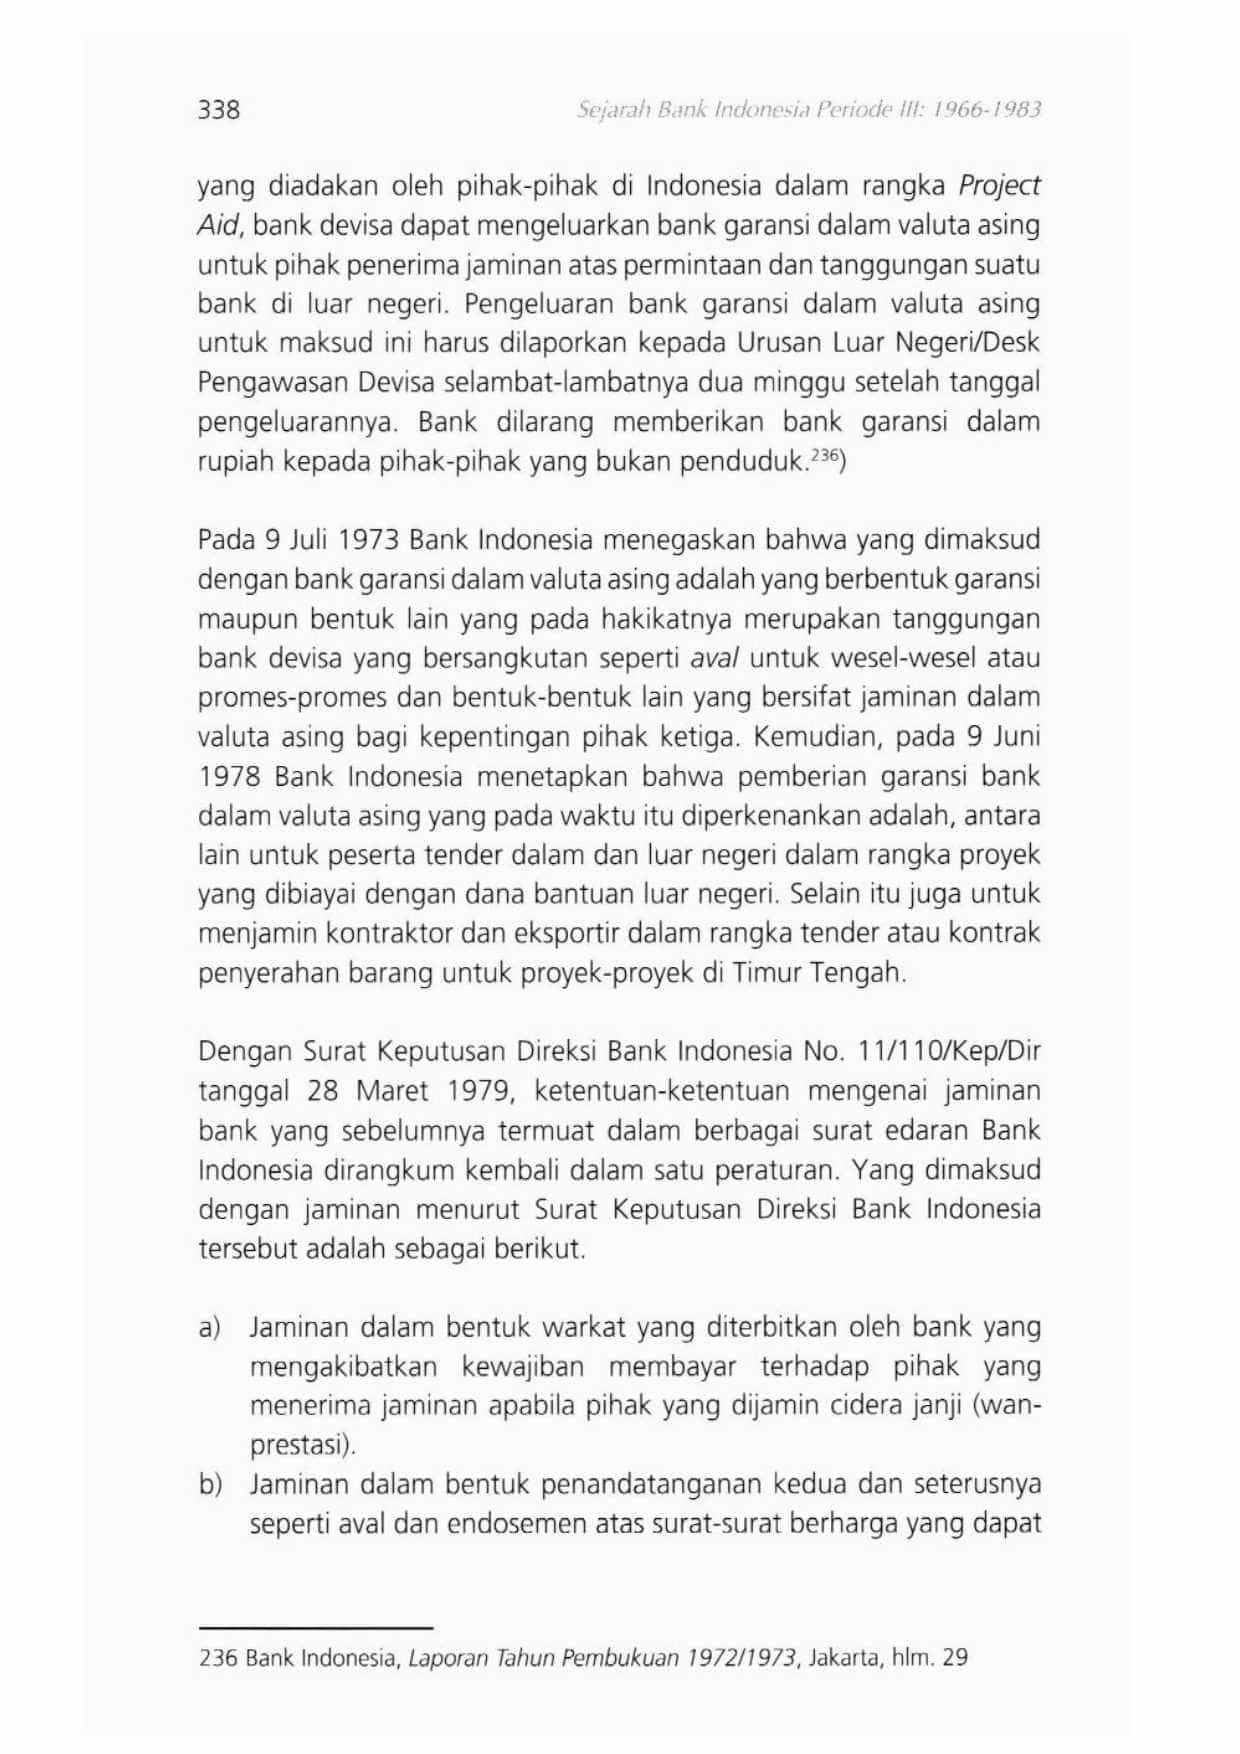 338
Sejarah Bank Indonesia Periode III: 1966-1983
yang diadakan oleh pihak-pihak di Indonesia dalam rangka Project
Aid, bank devisa dapat mengeluarkan bank garansi dalam valuta asing
untuk pihak penerima jaminan atas permintaan dan tanggungan suatu
bank di luar negeri. Pengeluaran bank garansi dalam valuta asing
untuk maksud ini harus dilaporkan kepada Urusan Luar Negeri/Desk
Pengawasan Devisa selambat-lambatnya dua minggu setelah tanggal
pengeluarannya. Bank dilarang memberikan bank garansi dalam
rupiah kepada pihak-pihak yang bukan penduduk.236)
Pada 9 Juli 1973 Bank Indonesia menegaskan bahwa yang dimaksud
dengan bank garansi dalam valuta asing adalah yang berbentuk garansi
maupun bentuk lain yang pada hakikatnya merupakan tanggungan
bank devisa yang bersangkutan seperti aval untuk wesel-wesel atau
promes-promes dan bentuk-bentuk lain yang bersifat jaminan dalam
valuta asing bagi kepentingan pihak ketiga. Kemudian, pada 9 Juni
1978 Bank Indonesia menetapkan bahwa pemberian garansi bank
dalam valuta asing yang pada waktu itu diperkenankan adalah, antara
lain untuk peserta tender dalam dan luar negeri dalam rangka proyek
yang dibiayai dengan dana bantuan luar negeri. Selain itu juga untuk
menjamin kontraktor dan eksportir dalam rangka tender atau kontrak
penyerahan barang untuk proyek-proyek di Timur Tengah.
Dengan Surat Keputusan Direksi Bank Indonesia No. 11/110/Kep/Dir
tanggal 28 Maret 1979, ketentuan-ketentuan mengenai jaminan
bank yang sebelumnya termuat dalam berbagai surat edaran Bank
Indonesia dirangkum kembali dalam satu peraturan. Yang dimaksud
dengan jaminan menurut Surat Keputusan Direksi Bank Indonesia
tersebut adalah sebagai berikut.
a) Jaminan dalam bentuk warkat yang diterbitkan oleh bank yang
mengakibatkan kewajiban membayar terhadap pihak yang
menerima jaminan apabila pihak yang dijamin cidera janji (wan-
prestasi).
b) Jaminan dalam bentuk penandatanganan kedua dan seterusnya
seperti aval dan endosemen atas surat-surat berharga yang dapat
236 Bank Indonesia, Laporan Tahun Pembukuan 1972/1973, Jakarta, hlm. 29